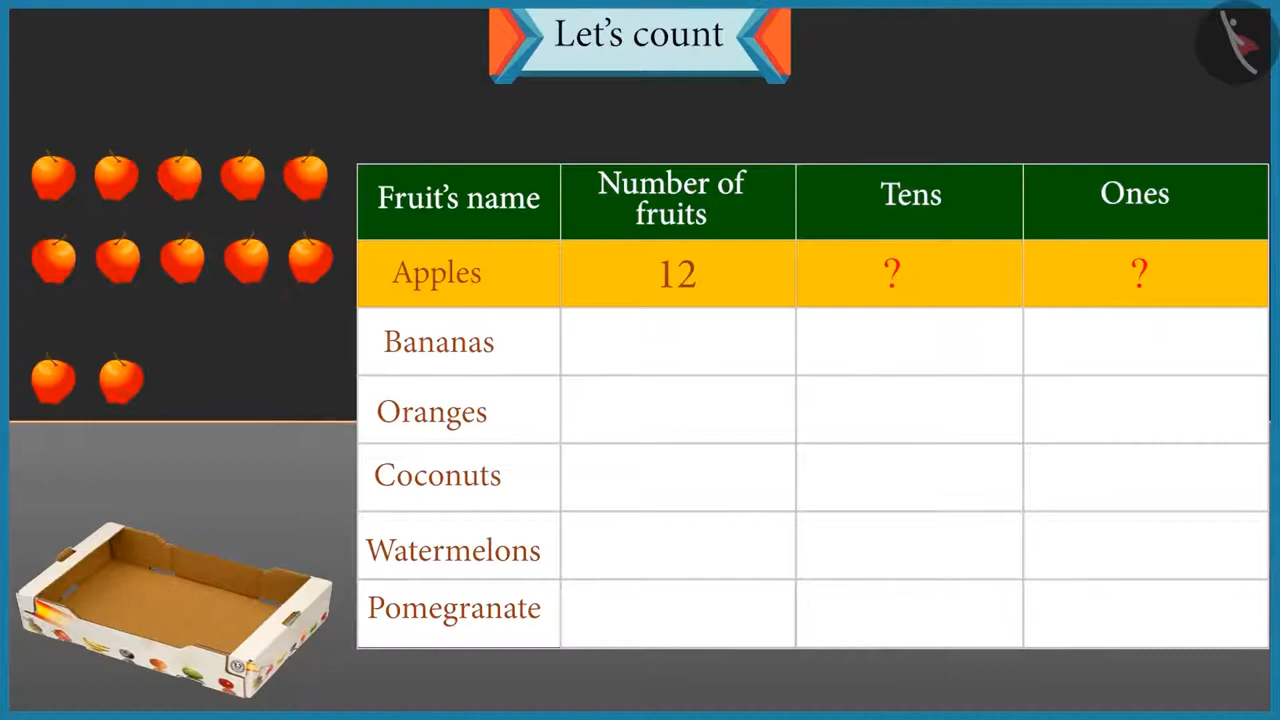 Let's count
Fruit's name
Number of
fruits
Tens
Ones
Apples
12
?
?
Bananas
Oranges
Coconuts
Watermelons
Pomegranate